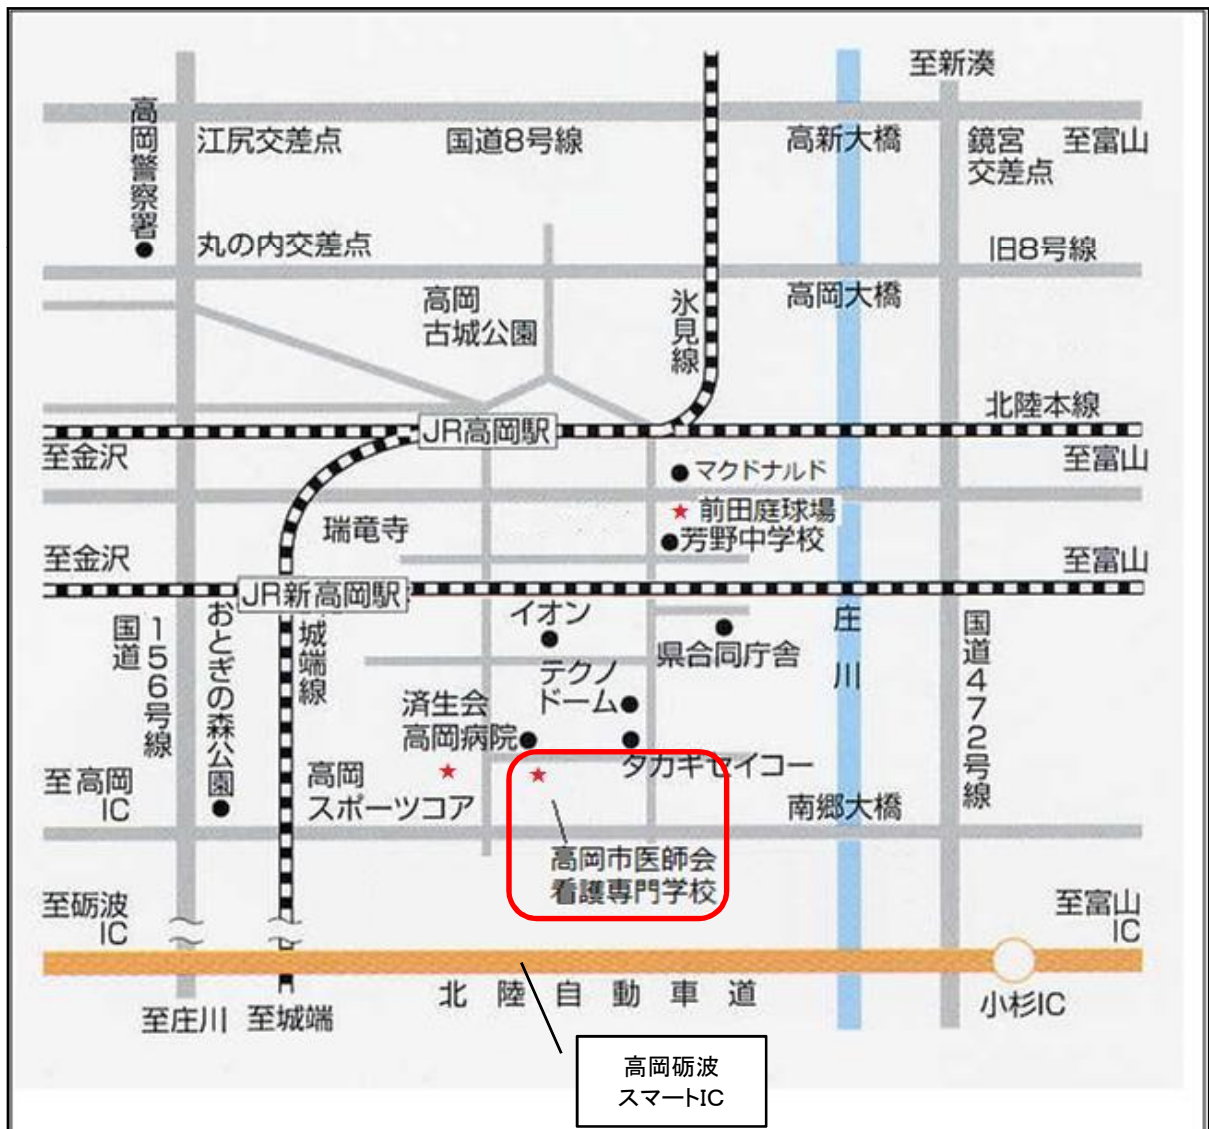 至新湊
高岡警察署
江尻交差点
国道8号線
高新大橋
鏡宮
交差点
至富山
丸の内交差点
旧8号線
高岡
古城公園
氷見線
高岡大橋
北陸本線
JR高岡駅
至金沢
至富山
マクドナルド
前田庭球場
瑞竜寺
芳野中学校
至金沢
至富山
JR新高岡駅
国道
156号線
おとぎの森公園
城端線
イオン
県合同庁舎
庄川
国道472号線
テクノ
ドーム
済生会
高岡病院
タカギセイコー
至高岡
IC
高岡
スポーツコア
南郷大橋
高岡市医師会
看護専門学校
至砺波
IC
至富山
IC
北陸自動車道
小杉IC
至庄川
至城端
高岡砺波
スマートIC